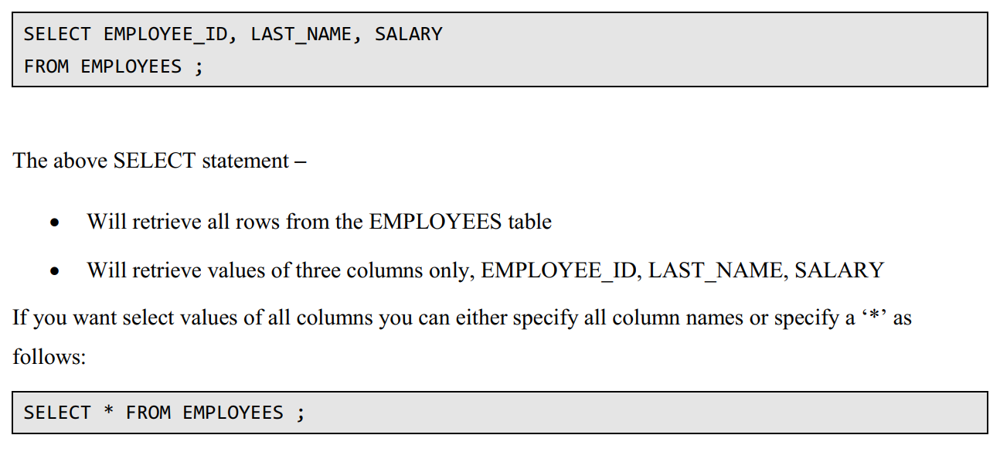 SELECT EMPLOYEE_ID, LAST_NAME, SALARY
FROM EMPLOYEES ;
The above SELECT statement –
• Will retrieve all rows from the EMPLOYEES table
• Will retrieve values of three columns only, EMPLOYEE_ID, LAST_NAME, SALARY
If you want select values of all columns you can either specify all column names or specify a ‘*’ as
follows:
SELECT * FROM EMPLOYEES ;